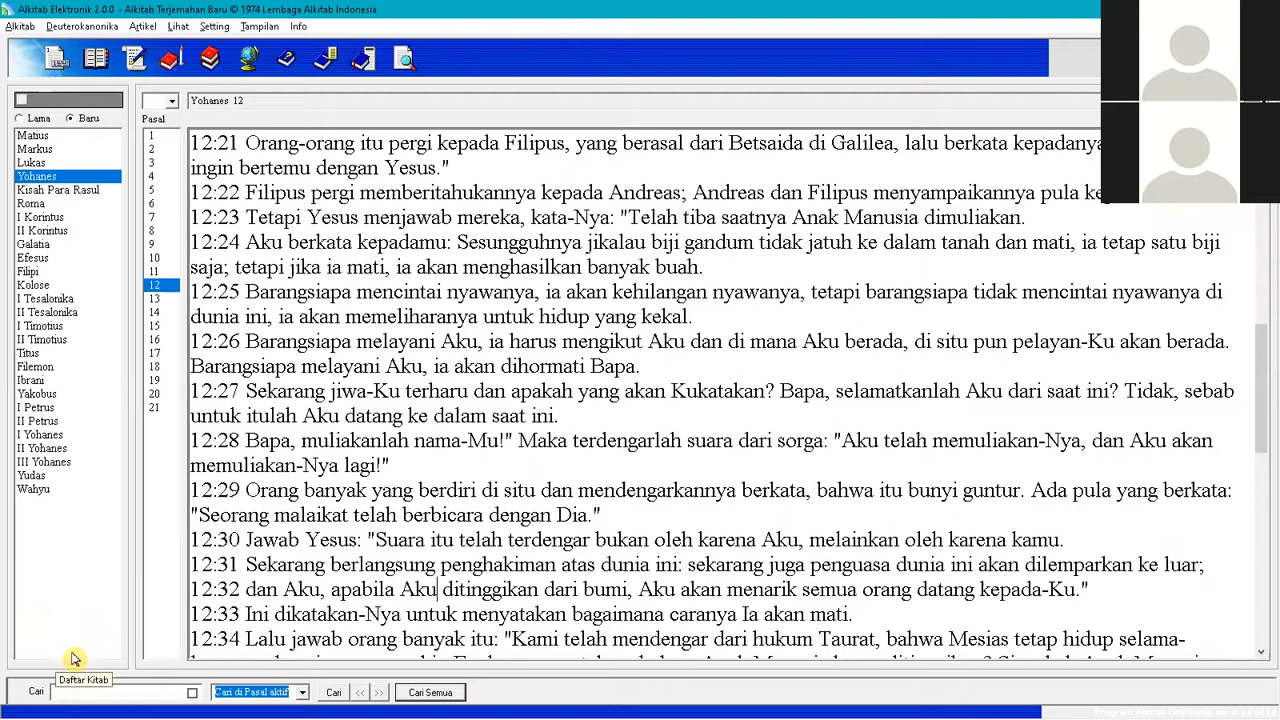 Alkitab Elektronik 2.0.0 - Alkitab Terjemahan Baru © 1974 Lembaga Alkitab Indonesia
Alkitab Deuterokanonika Artikel Lihat Setting Tampilan Info
Lama Baru
Matius
Markus
Lukas
Yohanes
Kisah Para Rasul
Roma
I Korintus
II Korintus
Galatia
Efesus
Filipi
Kolose
I Tesalonika
II Tesalonika
I Timotius
II Timotius
Titus
Filemon
Ibrani
Yakobus
I Petrus
II Petrus
I Yohanes
II Yohanes
III Yohanes
Yudas
Wahyu
Pasal
1
2
3
4
5
6
7
8
9
10
11
12
13
14
15
16
17
18
19
20
21
Yohanes 12
12:21 Orang-orang itu pergi kepada Filipus, yang berasal dari Betsaida di Galilea, lalu berkata kepadanya
ingin bertemu dengan Yesus."
12:22 Filipus pergi memberitahukannya kepada Andreas; Andreas dan Filipus menyampaikannya pula ke
12:23 Tetapi Yesus menjawab mereka, kata-Nya: "Telah tiba saatnya Anak Manusia dimuliakan.
12:24 Aku berkata kepadamu: Sesungguhnya jikalau biji gandum tidak jatuh ke dalam tanah dan mati, ia tetap satu biji
saja; tetapi jika ia mati, ia akan menghasilkan banyak buah.
12:25 Barangsiapa mencintai nyawanya, ia akan kehilangan nyawanya, tetapi barangsiapa tidak mencintai nyawanya di
dunia ini, ia akan memeliharanya untuk hidup yang kekal.
12:26 Barangsiapa melayani Aku, ia harus mengikut Aku dan di mana Aku berada, di situ pun pelayan-Ku akan berada.
Barangsiapa melayani Aku, ia akan dihormati Bapa.
12:27 Sekarang jiwa-Ku terharu dan apakah yang akan Kukatakan? Bapa, selamatkanlah Aku dari saat ini? Tidak, sebab
untuk itulah Aku datang ke dalam saat ini.
12:28 Bapa, muliakanlah nama-Mu!" Maka terdengarlah suara dari sorga: "Aku telah memuliakan-Nya, dan Aku akan
memuliakan-Nya lagi!"
12:29 Orang banyak yang berdiri di situ dan mendengarkannya berkata, bahwa itu bunyi guntur. Ada pula yang berkata:
"Seorang malaikat telah berbicara dengan Dia."
12:30 Jawab Yesus: "Suara itu telah terdengar bukan oleh karena Aku, melainkan oleh karena kamu.
12:31 Sekarang berlangsung penghakiman atas dunia ini: sekarang juga penguasa dunia ini akan dilemparkan ke luar;
12:32 dan Aku, apabila Aku ditinggikan dari bumi, Aku akan menarik semua orang datang kepada-Ku."
12:33 Ini dikatakan-Nya untuk menyatakan bagaimana caranya Ia akan mati.
12:34 Lalu jawab orang banyak itu: "Kami telah mendengar dari hukum Taurat, bahwa Mesias tetap hidup selama-
Daftar Kitab
Cari Cari di Pasal aktif Cari << >> Cari Semua